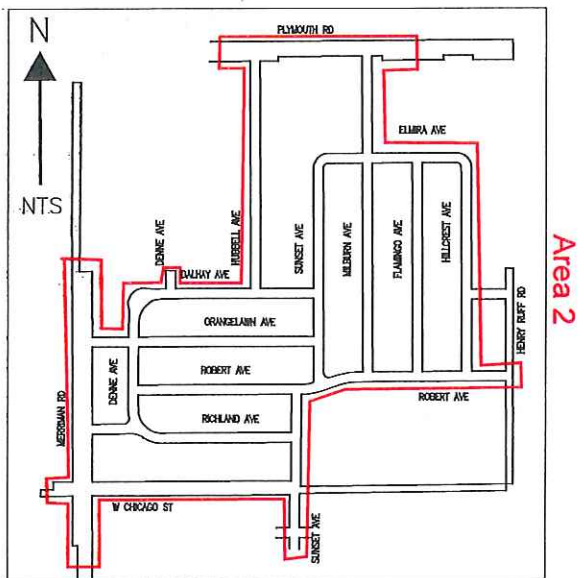 PLYMOUTH RD
N
NTS
ELMIRA AVE
DENNE AVE
HUBBELL AVE
SUNSET AVE
MILBURN AVE
FLAMINGO AVE
HILLCREST AVE
Area 2
DALHAY AVE
HENRY RUFF RD
ORANGELAWN AVE
DENNE AVE
ROBERT AVE
ROBERT AVE
MERRIMAN RD
RICHLAND AVE
W CHICAGO ST
SUNSET AVE